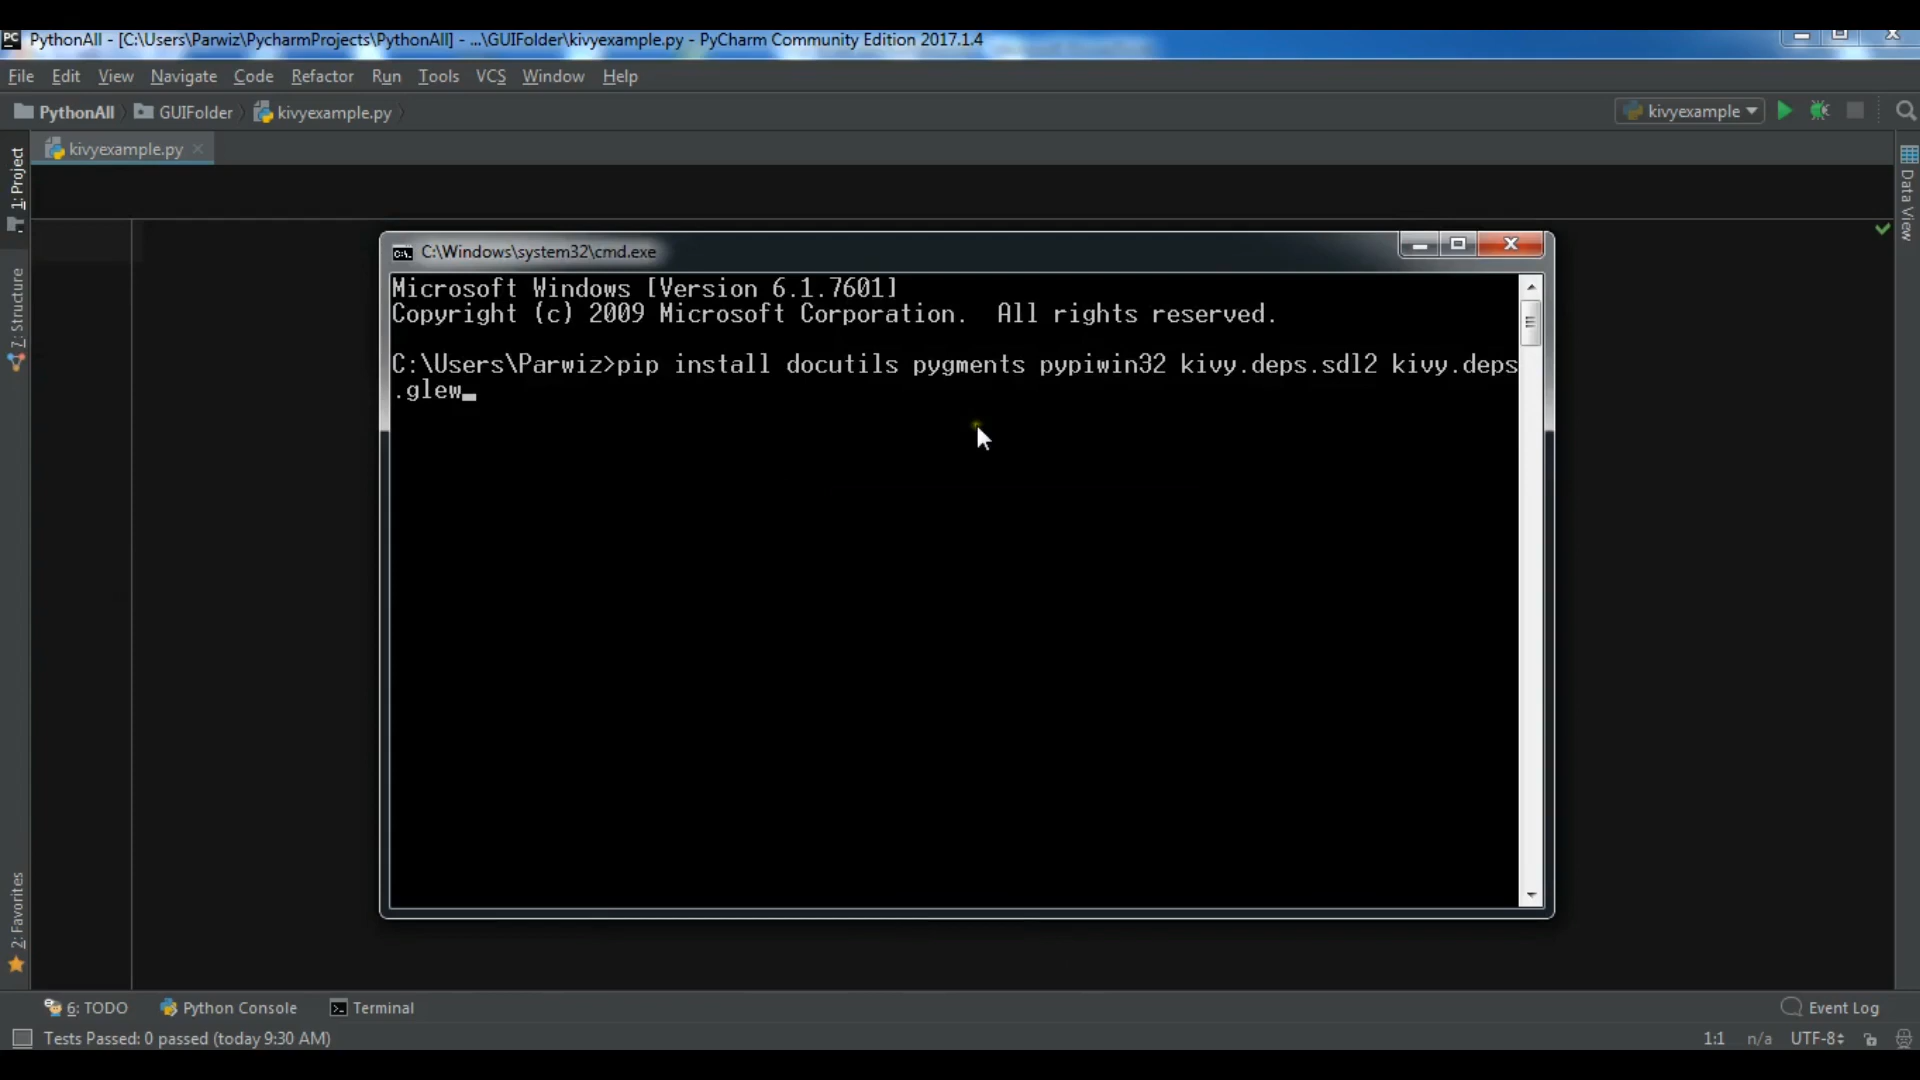 PC PythonAll - [C:\Users\Parwiz\PycharmProjects\PythonAll] - ...\GUIFolder\kivyexample.py - PyCharm Community Edition 2017.1.4
File Edit View Navigate Code Refactor Run Tools VCS Window Help
PythonAll GUIFolder kivyexample.py kivyexample
kivyexample.py
1: Project
7: Structure
2: Favorites
Data View
C:\Windows\system32\cmd.exe
Microsoft Windows [Version 6.1.7601]
Copyright (c) 2009 Microsoft Corporation.  All rights reserved.
C:\Users\Parwiz>pip install docutils pygments pypiwin32 kivy.deps.sdl2 kivy.deps
.glew
6: TODO Python Console Terminal Event Log
Tests Passed: 0 passed (today 9:30 AM) 1:1 n/a UTF-8